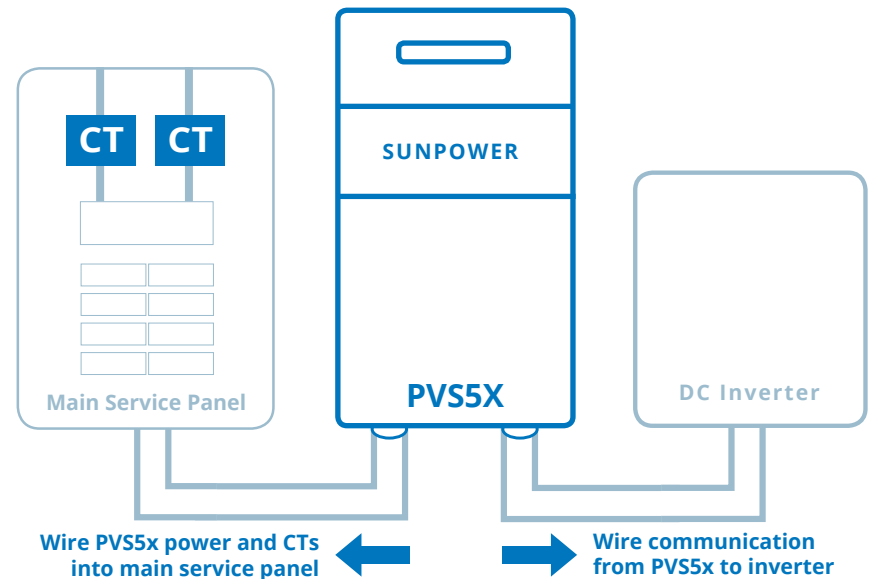 CT CT
SUNPOWER
Main Service Panel
PVS5X
DC Inverter
Wire PVS5x power and CTs
into main service panel
Wire communication
from PVS5x to inverter